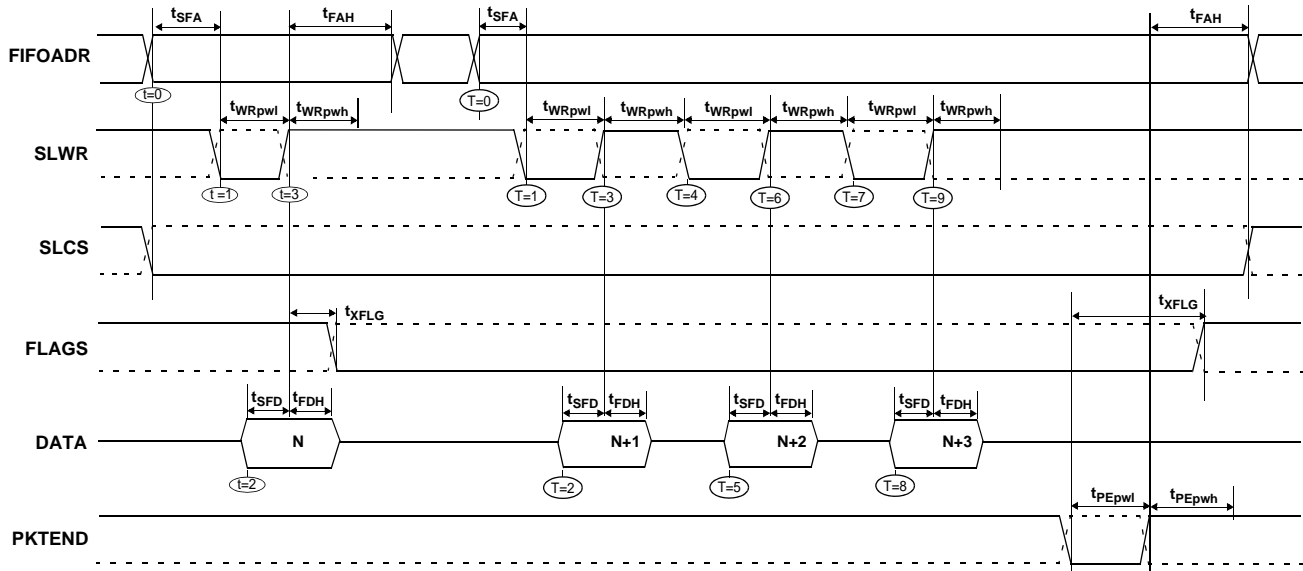 tSFA tFAH tSFA tFAH
FIFOADR
t=0 T=0
tWRpwl tWRpwh tWRpwl tWRpwh tWRpwl tWRpwh tWRpwl tWRpwh
SLWR
t =1 t=3 T=1 T=3 T=4 T=6 T=7 T=9
SLCS
tXFLG tXFLG
FLAGS
tSFD tFDH tSFD tFDH tSFD tFDH tSFD tFDH
DATA N N+1 N+2 N+3
t=2 T=2 T=5 T=8
tPEpwl tPEpwh
PKTEND